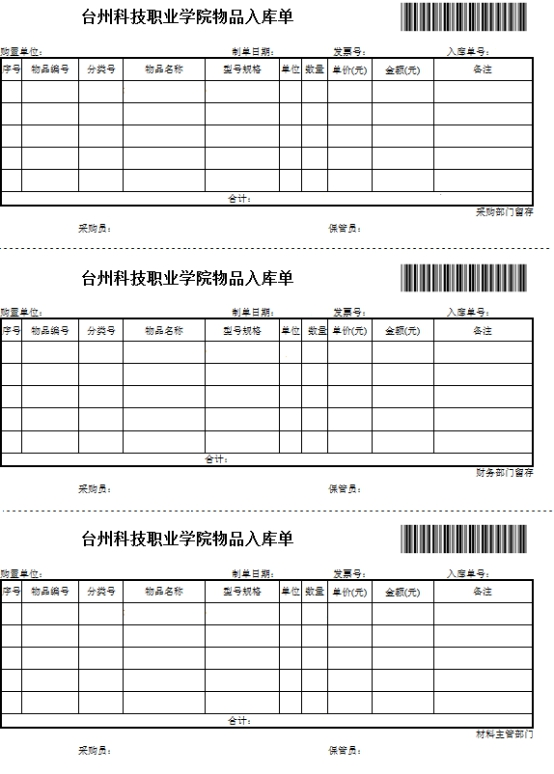 台州科技职业学院物品入库单
购置单位： 制单日期： 发票号： 入库单号：
序号 物品编号 分类号 物品名称 型号规格 单位 数量 单价(元) 金额(元) 备注
合计：
采购部门留存
采购员： 保管员：
台州科技职业学院物品入库单
购置单位： 制单日期： 发票号： 入库单号：
序号 物品编号 分类号 物品名称 型号规格 单位 数量 单价(元) 金额(元) 备注
合计：
财务部门留存
采购员： 保管员：
台州科技职业学院物品入库单
购置单位： 制单日期： 发票号： 入库单号：
序号 物品编号 分类号 物品名称 型号规格 单位 数量 单价(元) 金额(元) 备注
合计：
材料主管部门
采购员： 保管员：